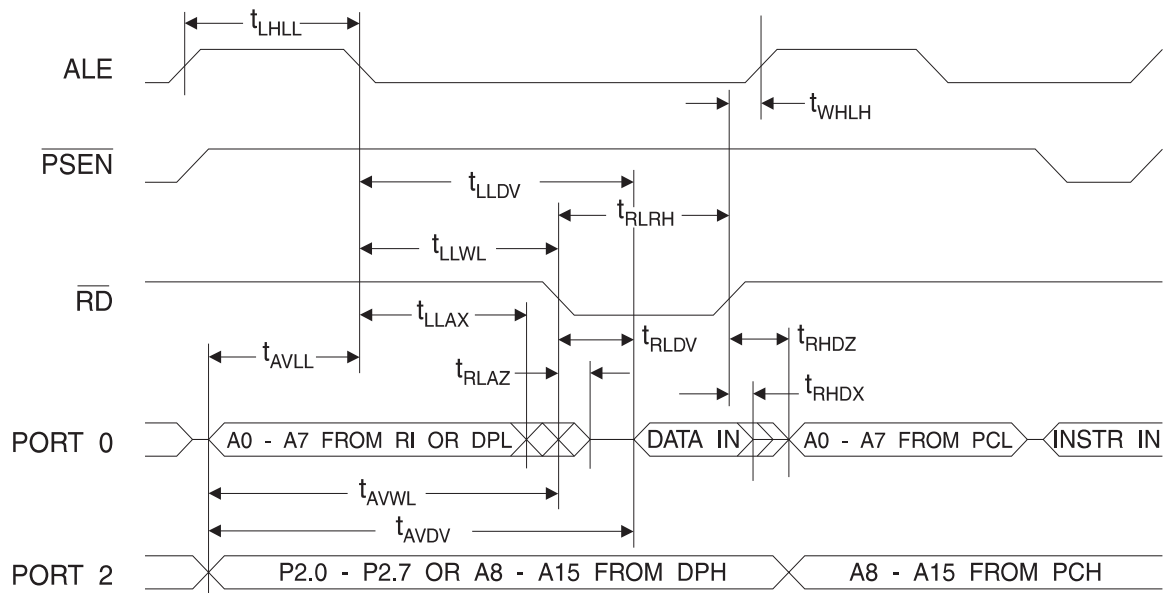 tLHLL
ALE
tWHLH
PSEN
tLLDV
tRLRH
tLLWL
RD
tLLAX
tRLDV
tRHDZ
tAVLL
tRLAZ
tRHDX
PORT 0
A0 - A7 FROM RI OR DPL
DATA IN
A0 - A7 FROM PCL
INSTR IN
tAVWL
tAVDV
PORT 2
P2.0 - P2.7 OR A8 - A15 FROM DPH
A8 - A15 FROM PCH